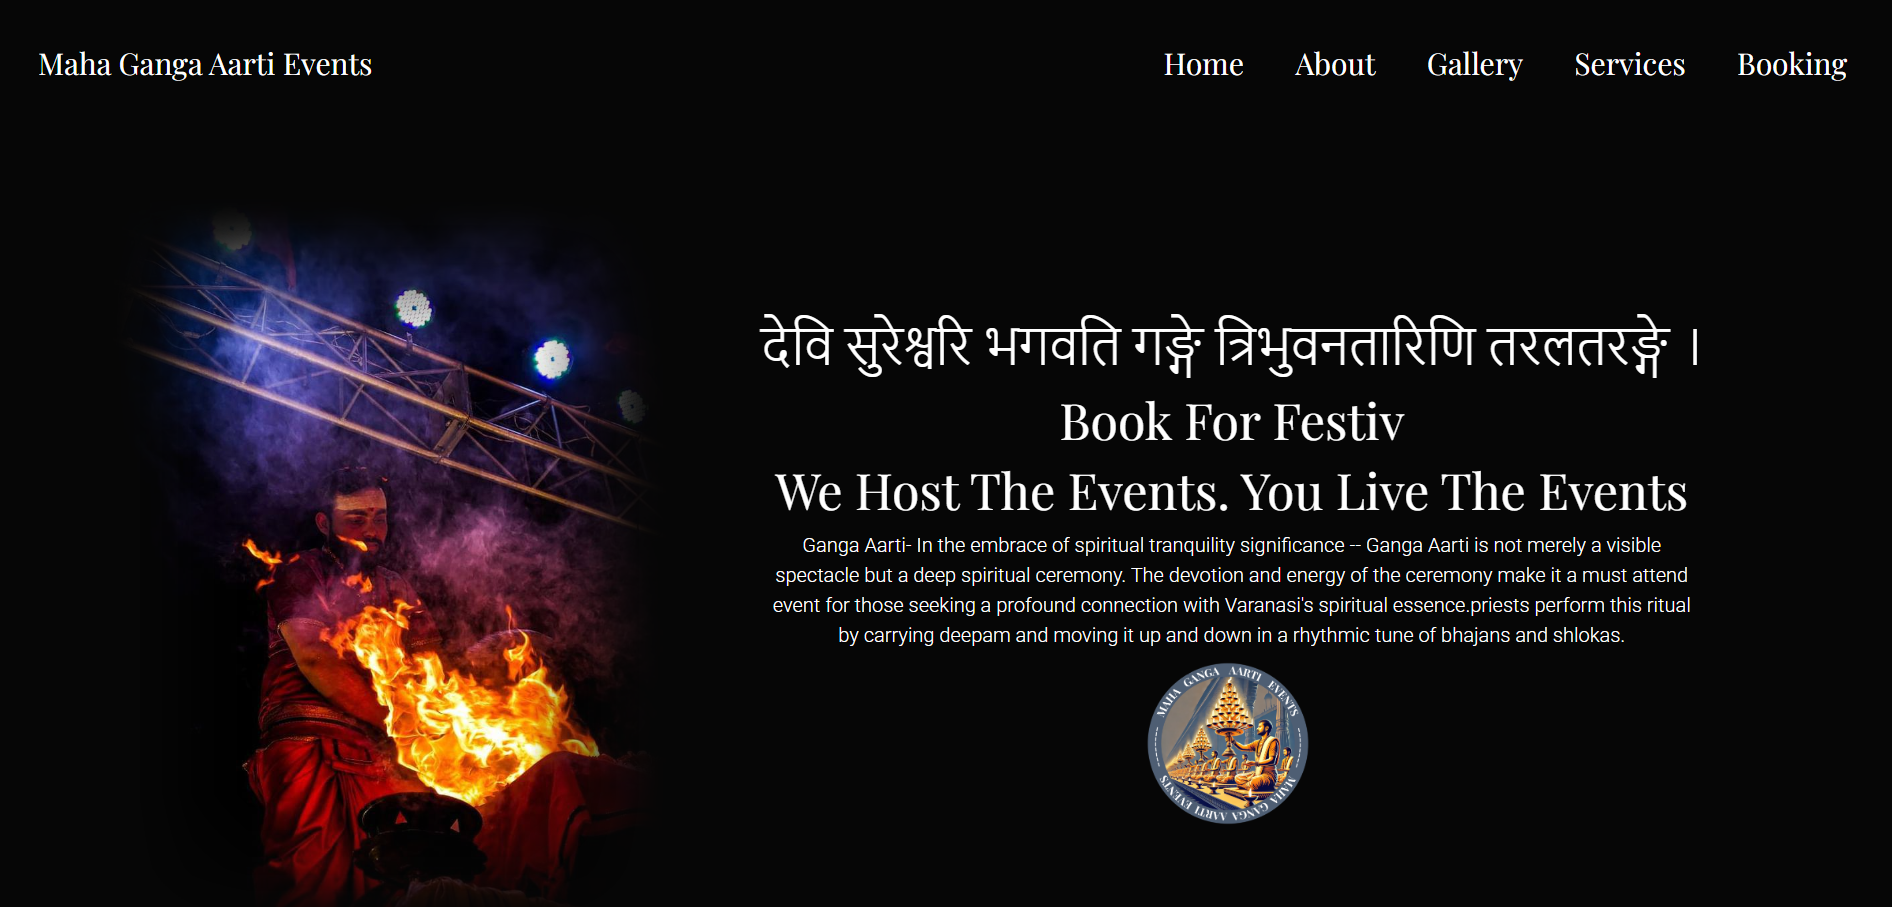 Maha Ganga Aarti Events
Home About Gallery Services Booking
देवि सुरेश्वरि भगवति गङ्गे त्रिभुवनतारिणि तरलतरङ्गे ।
Book For Festiv
We Host The Events. You Live The Events
Ganga Aarti- In the embrace of spiritual tranquility significance -- Ganga Aarti is not merely a visible
spectacle but a deep spiritual ceremony. The devotion and energy of the ceremony make it a must attend
event for those seeking a profound connection with Varanasi's spiritual essence.priests perform this ritual
by carrying deepam and moving it up and down in a rhythmic tune of bhajans and shlokas.
MAHA GANGA AARTI EVENTS
MAHA GANGA AARTI EVENTS